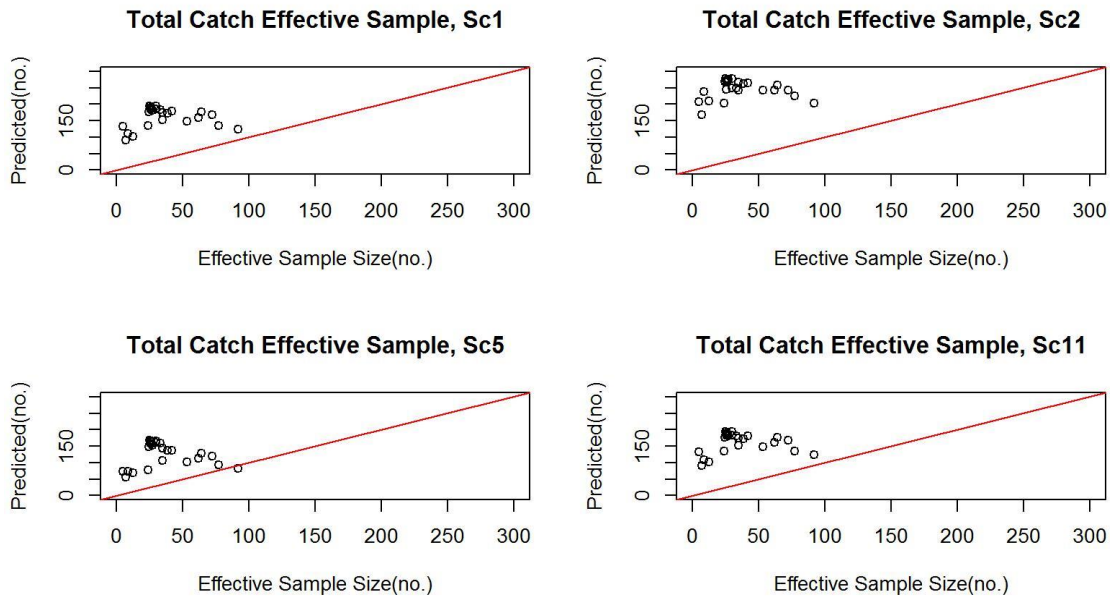 Total Catch Effective Sample, Sc1
Predicted(no.)
150
0
0 50 100 150 200 250 300
Effective Sample Size(no.)
Total Catch Effective Sample, Sc2
Predicted(no.)
150
0
0 50 100 150 200 250 300
Effective Sample Size(no.)
Total Catch Effective Sample, Sc5
Predicted(no.)
150
0
0 50 100 150 200 250 300
Effective Sample Size(no.)
Total Catch Effective Sample, Sc11
Predicted(no.)
150
0
0 50 100 150 200 250 300
Effective Sample Size(no.)